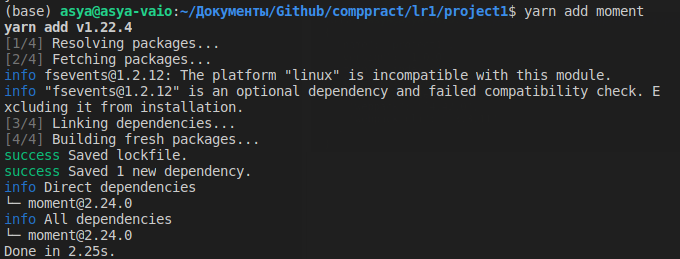 (base) asya@asya-vaio:~/Документы/Github/comppract/lr1/project1$ yarn add moment
yarn add v1.22.4
[1/4] Resolving packages...
[2/4] Fetching packages...
info fsevents@1.2.12: The platform "linux" is incompatible with this module.
info "fsevents@1.2.12" is an optional dependency and failed compatibility check. E
xcluding it from installation.
[3/4] Linking dependencies...
[4/4] Building fresh packages...
success Saved lockfile.
success Saved 1 new dependency.
info Direct dependencies
└─ moment@2.24.0
info All dependencies
└─ moment@2.24.0
Done in 2.25s.